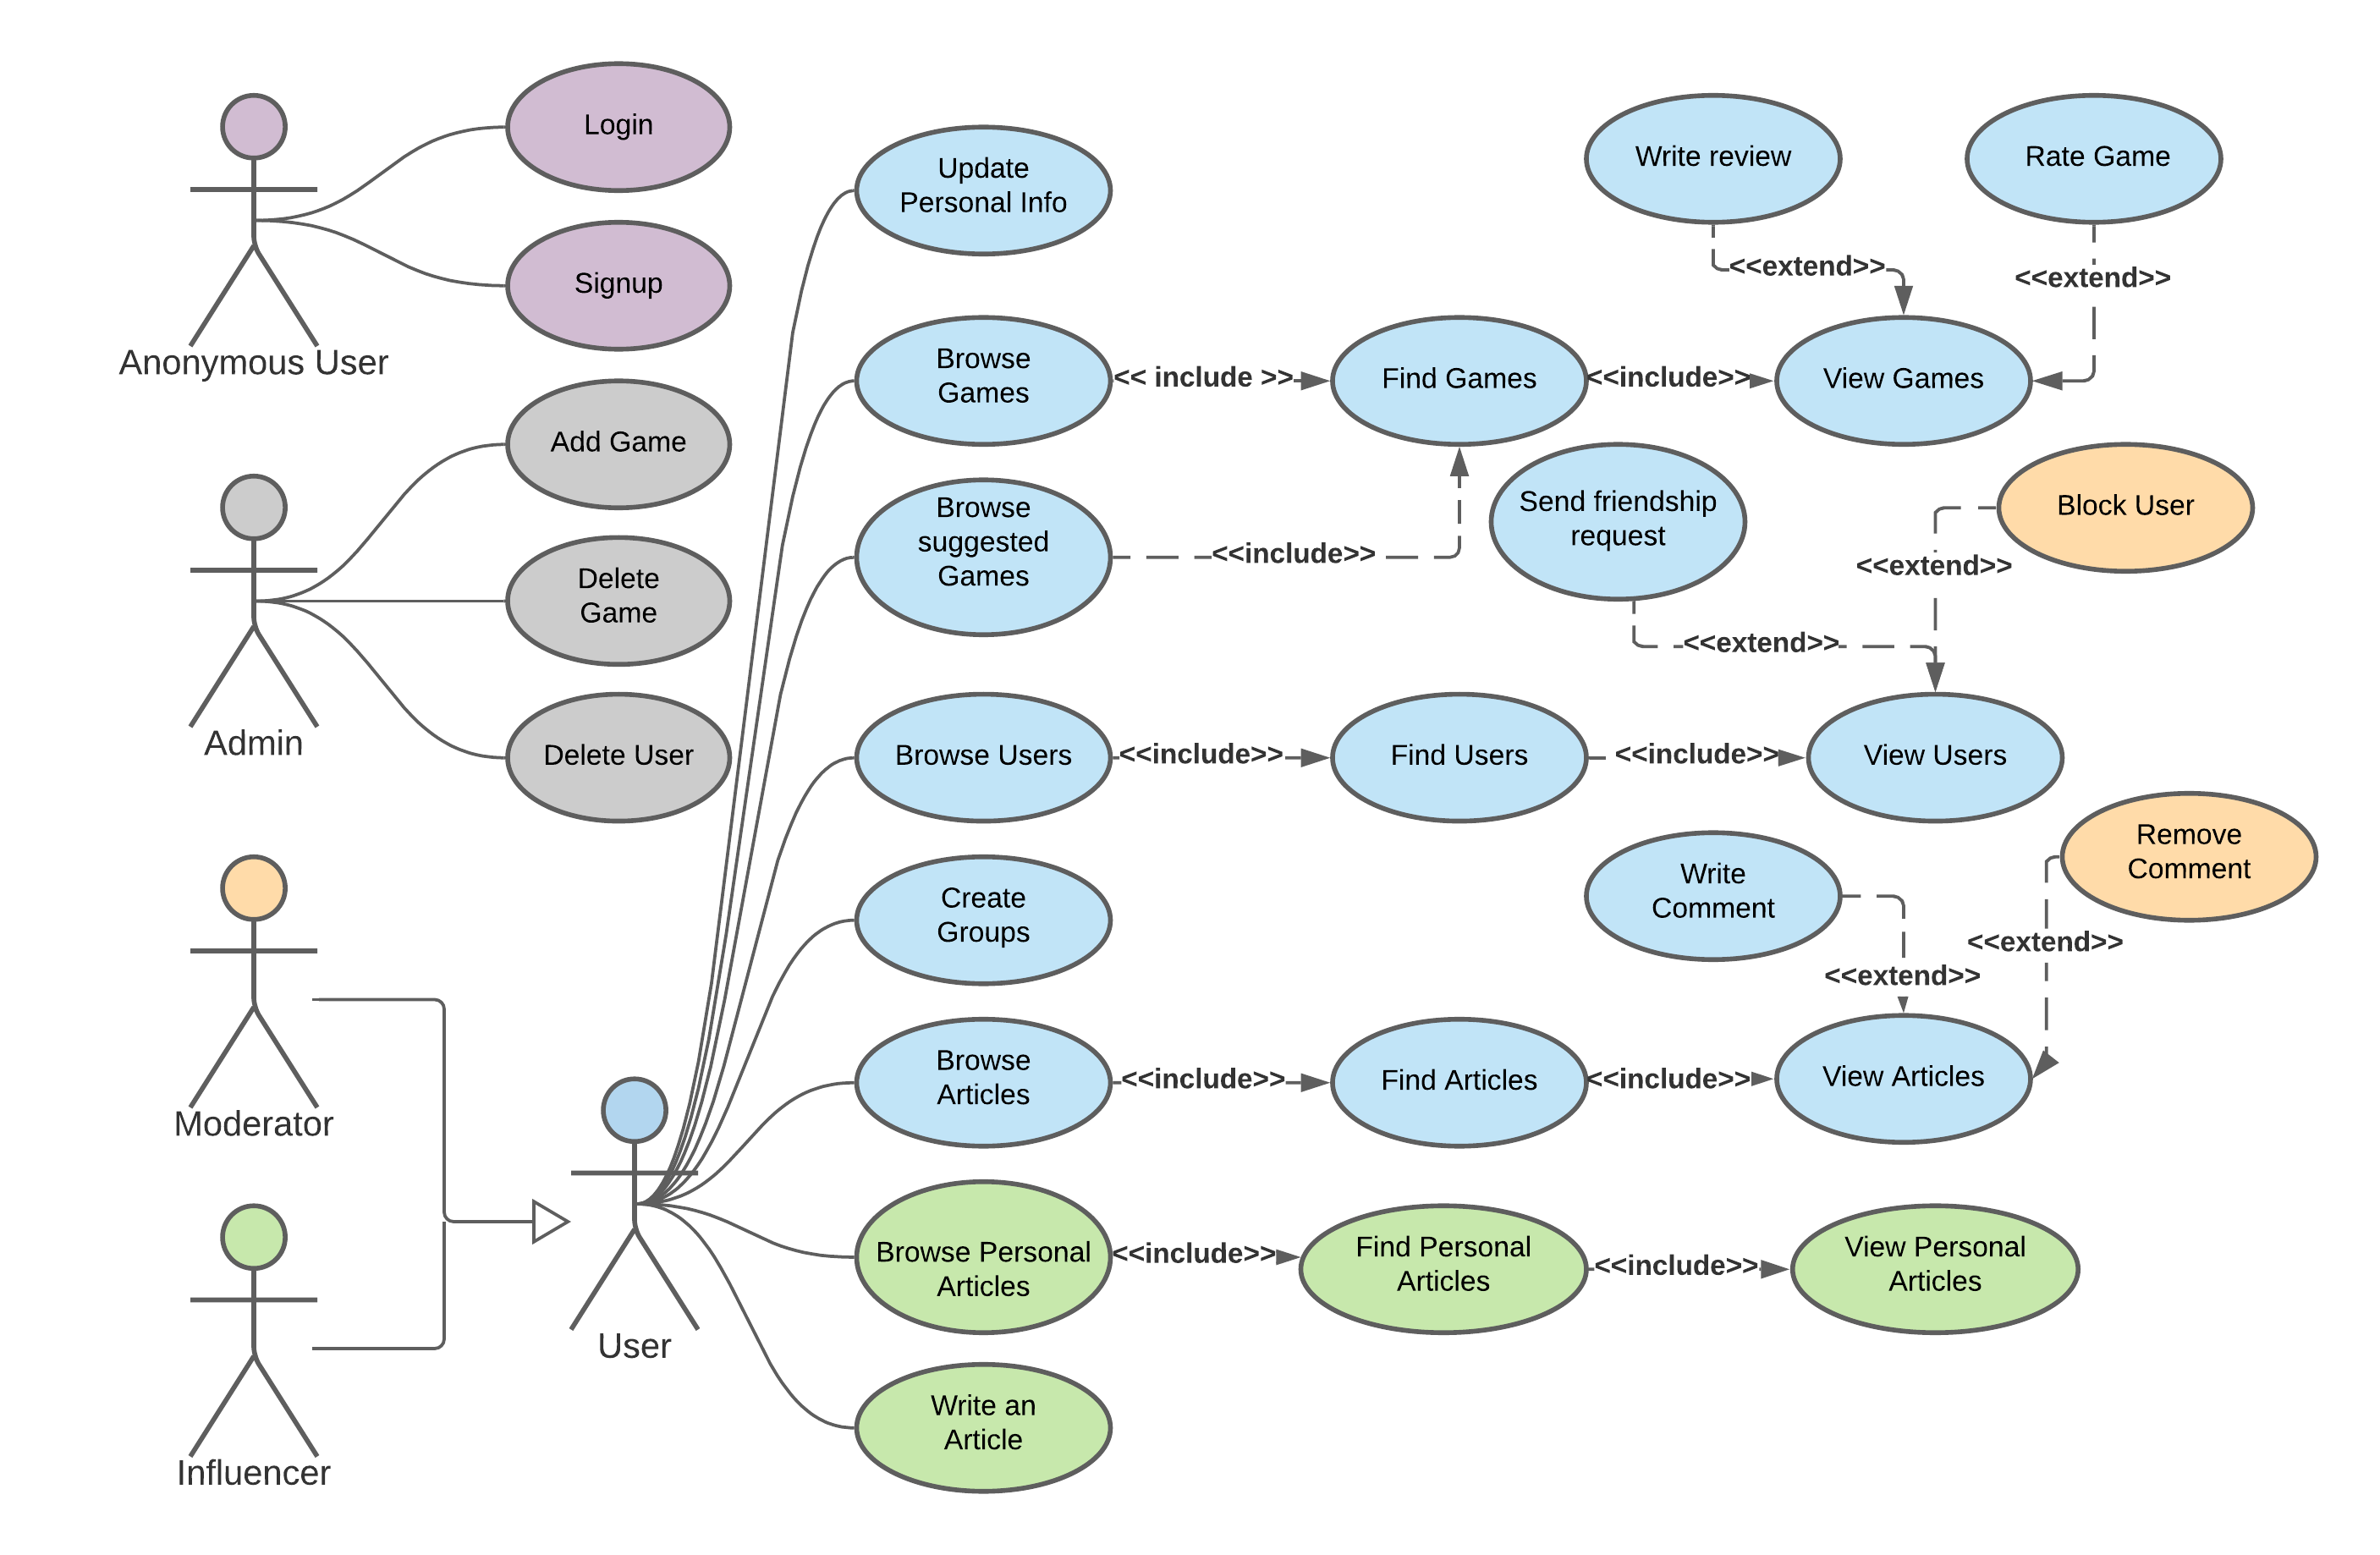 Login
Signup
Anonymous User
Add Game
Delete
Game
Delete User
Admin
Moderator
Influencer
User
Update
Personal Info
Browse
Games
<< include >>
Find Games
<<include>>
View Games
Write review
<<extend>>
Rate Game
<<extend>>
Browse
suggested
Games
<<include>>
Send friendship
request
<<extend>>
Block User
<<extend>>
Browse Users
<<include>>
Find Users
<<include>>
View Users
Create
Groups
Write
Comment
<<extend>>
Remove
Comment
<<extend>>
Browse
Articles
<<include>>
Find Articles
<<include>>
View Articles
Browse Personal
Articles
<<include>>
Find Personal
Articles
<<include>>
View Personal
Articles
Write an
Article